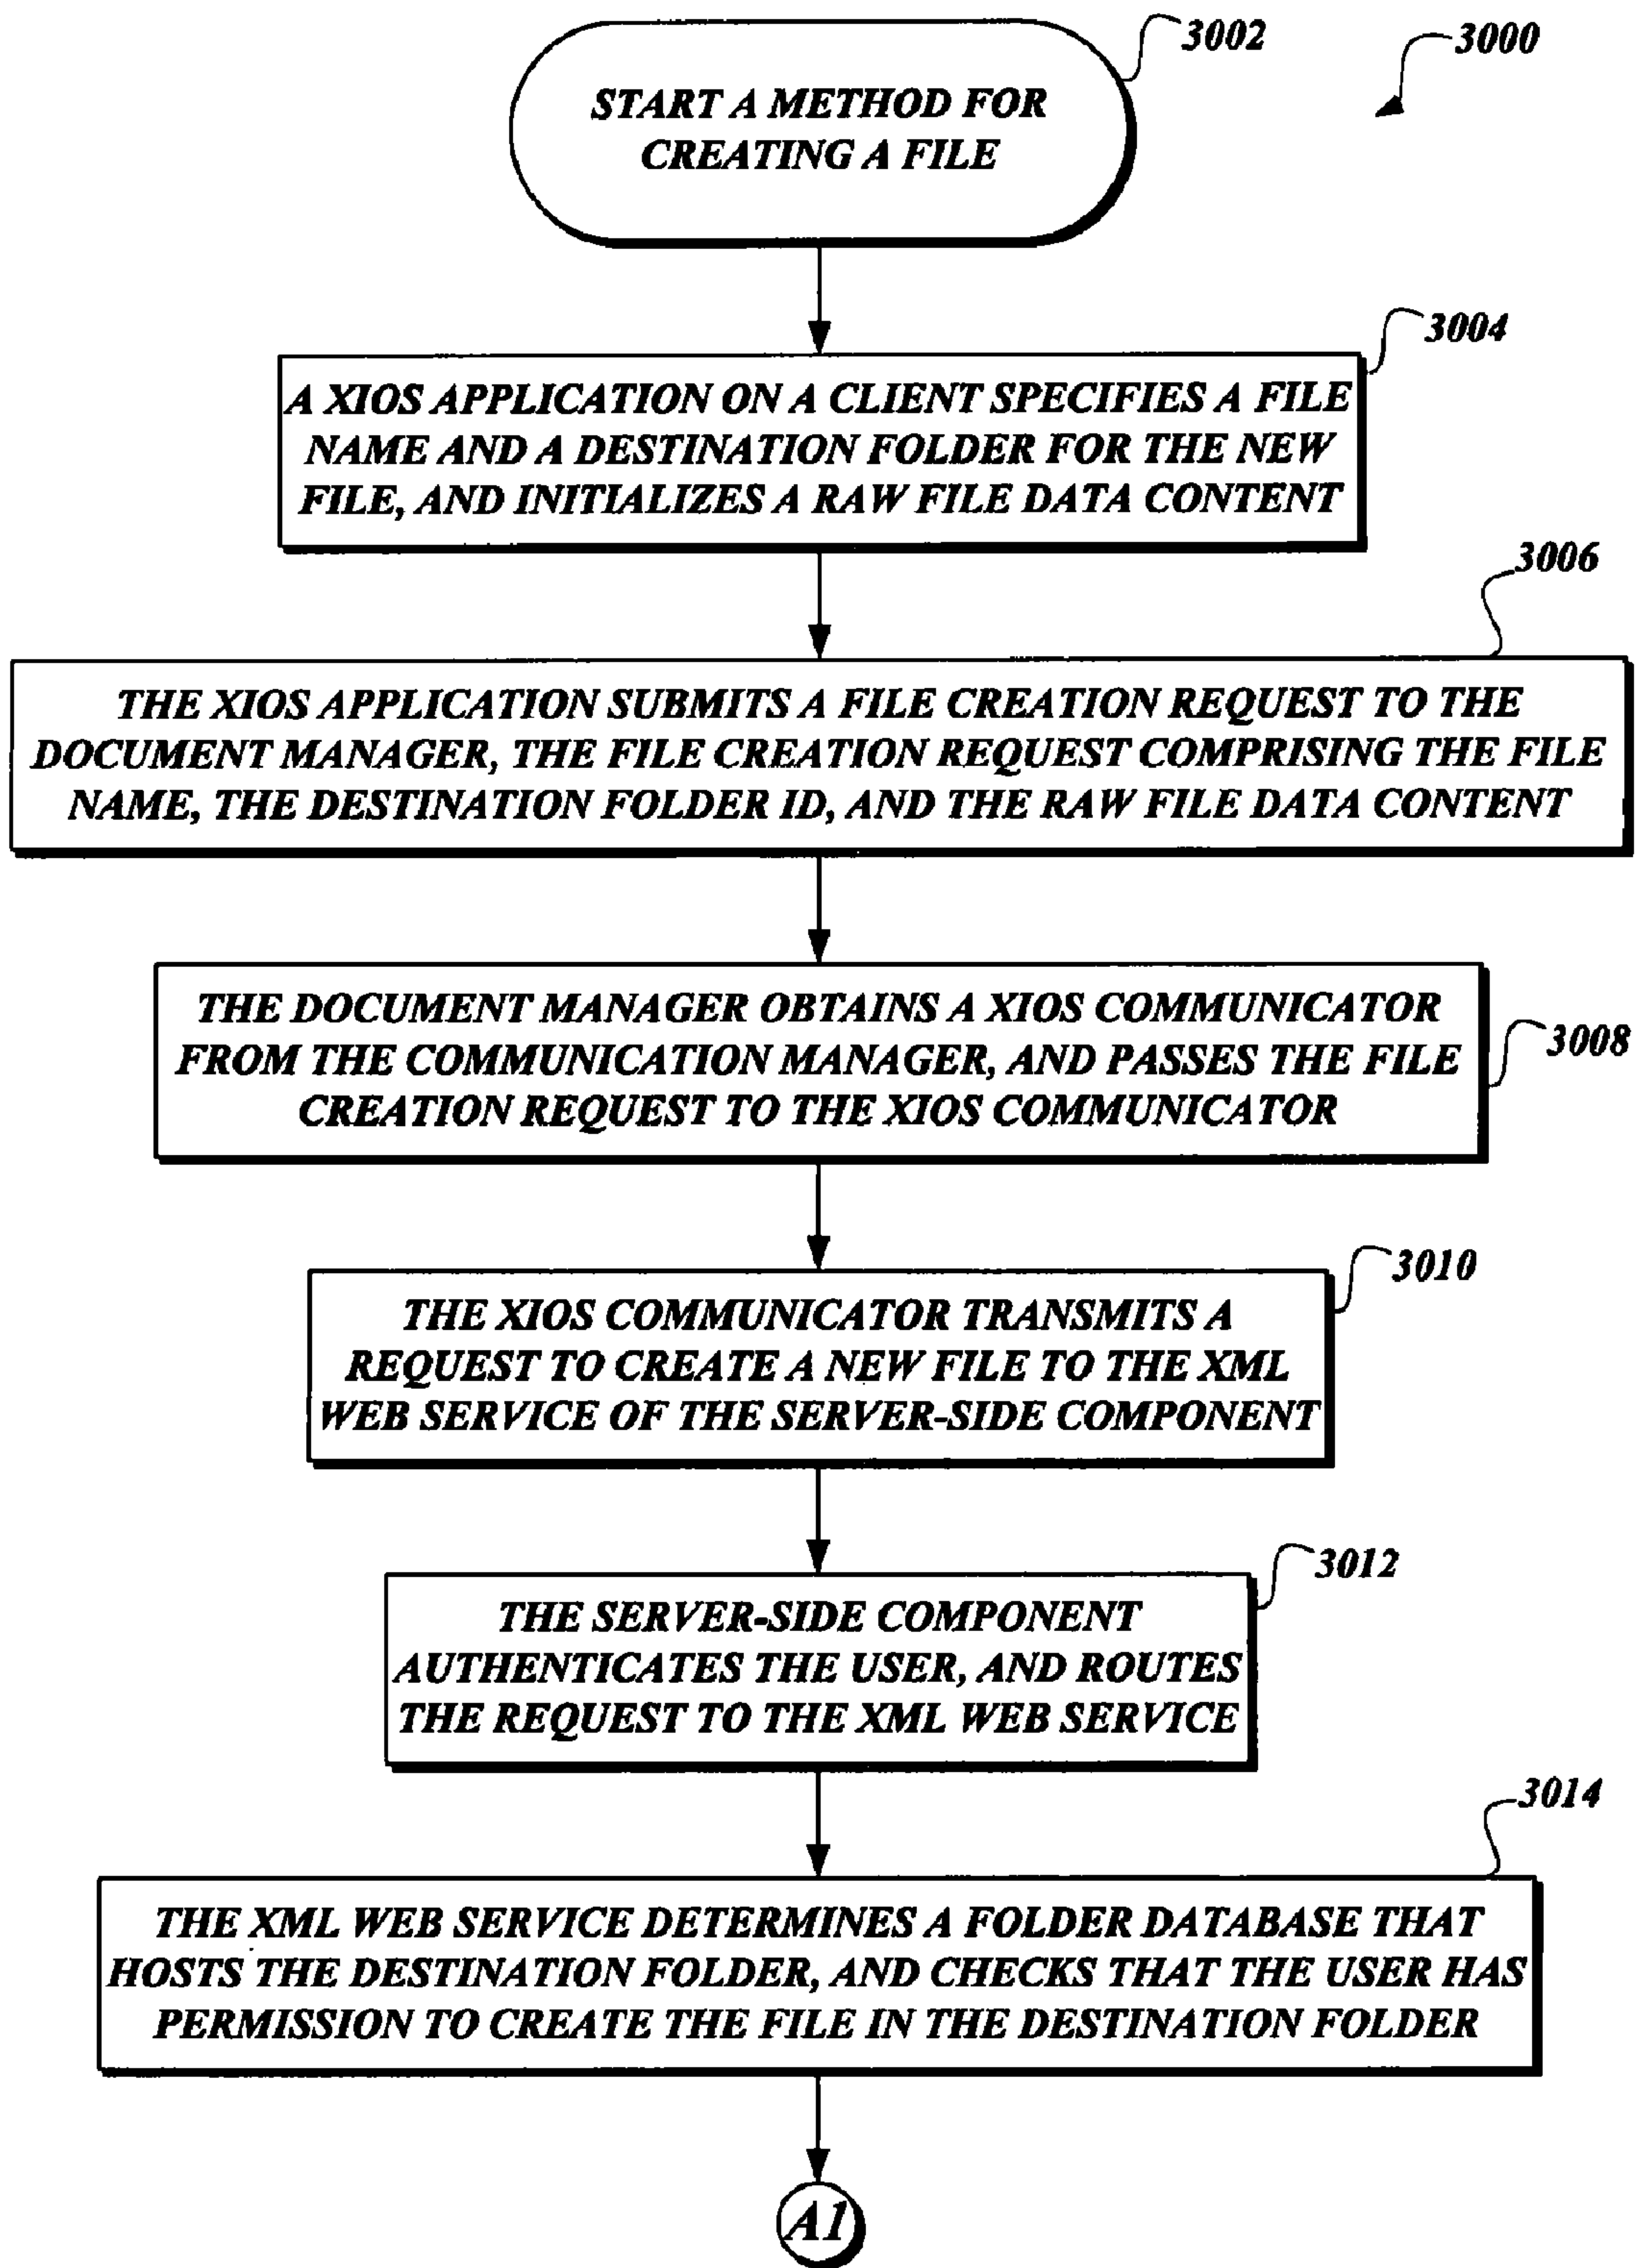 3002
3000
START A METHOD FOR
CREATING A FILE
3004
A XIOS APPLICATION ON A CLIENT SPECIFIES A FILE
NAME AND A DESTINATION FOLDER FOR THE NEW
FILE, AND INITIALIZES A RAW FILE DATA CONTENT
3006
THE XIOS APPLICATION SUBMITS A FILE CREATION REQUEST TO THE
DOCUMENT MANAGER, THE FILE CREATION REQUEST COMPRISING THE FILE
NAME, THE DESTINATION FOLDER ID, AND THE RAW FILE DATA CONTENT
THE DOCUMENT MANAGER OBTAINS A XIOS COMMUNICATOR
FROM THE COMMUNICATION MANAGER, AND PASSES THE FILE
CREATION REQUEST TO THE XIOS COMMUNICATOR
3008
3010
THE XIOS COMMUNICATOR TRANSMITS A
REQUEST TO CREATE A NEW FILE TO THE XML
WEB SERVICE OF THE SERVER-SIDE COMPONENT
3012
THE SERVER-SIDE COMPONENT
AUTHENTICATES THE USER, AND ROUTES
THE REQUEST TO THE XML WEB SERVICE
3014
THE XML WEB SERVICE DETERMINES A FOLDER DATABASE THAT
HOSTS THE DESTINATION FOLDER, AND CHECKS THAT THE USER HAS
PERMISSION TO CREATE THE FILE IN THE DESTINATION FOLDER
A1